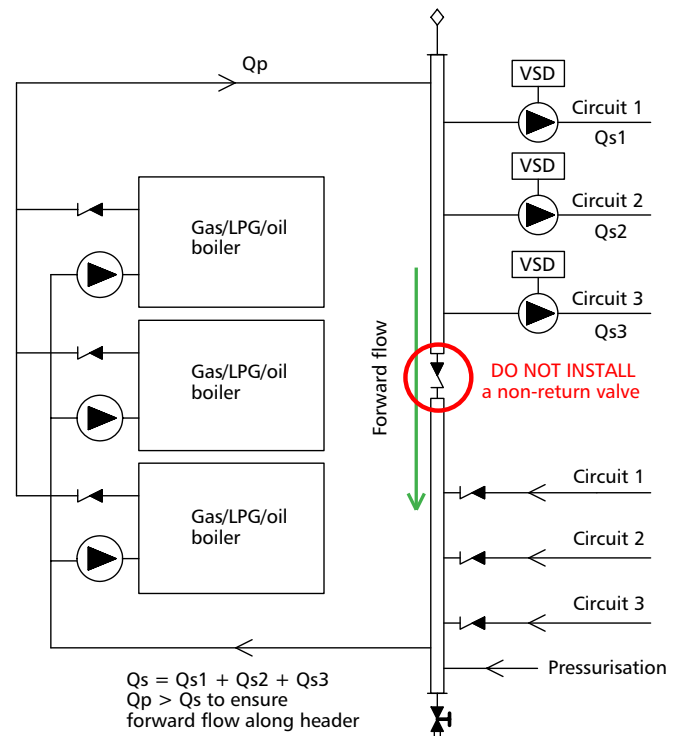 Qp
VSD
Circuit 1
Qs1
VSD
Circuit 2
Qs2
VSD
Circuit 3
Qs3
Gas/LPG/oil
boiler
Gas/LPG/oil
boiler
Gas/LPG/oil
boiler
Forward flow
DO NOT INSTALL
a non-return valve
Circuit 1
Circuit 2
Circuit 3
Pressurisation
Qs = Qs1 + Qs2 + Qs3
Qp > Qs to ensure
forward flow along header